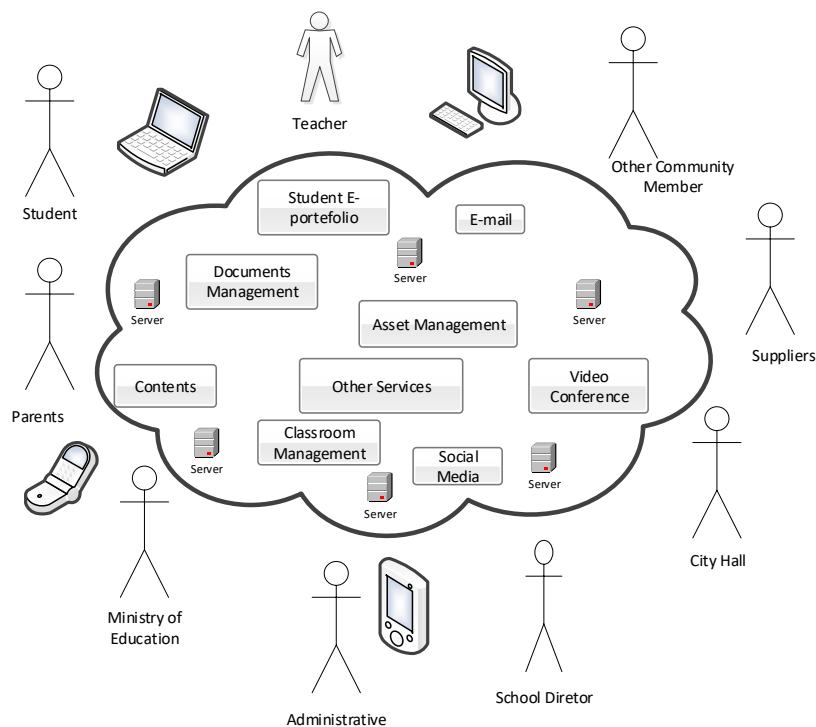 Teacher
Other Community
Member
Student
Student E-
portefolio
E-mail
Documents
Management
Server
Server
Server
Asset Management
Suppliers
Contents
Other Services
Video
Conference
Parents
Classroom
Management
Server
Social
Media
Server
Server
City Hall
Ministry of
Education
School Diretor
Administrative